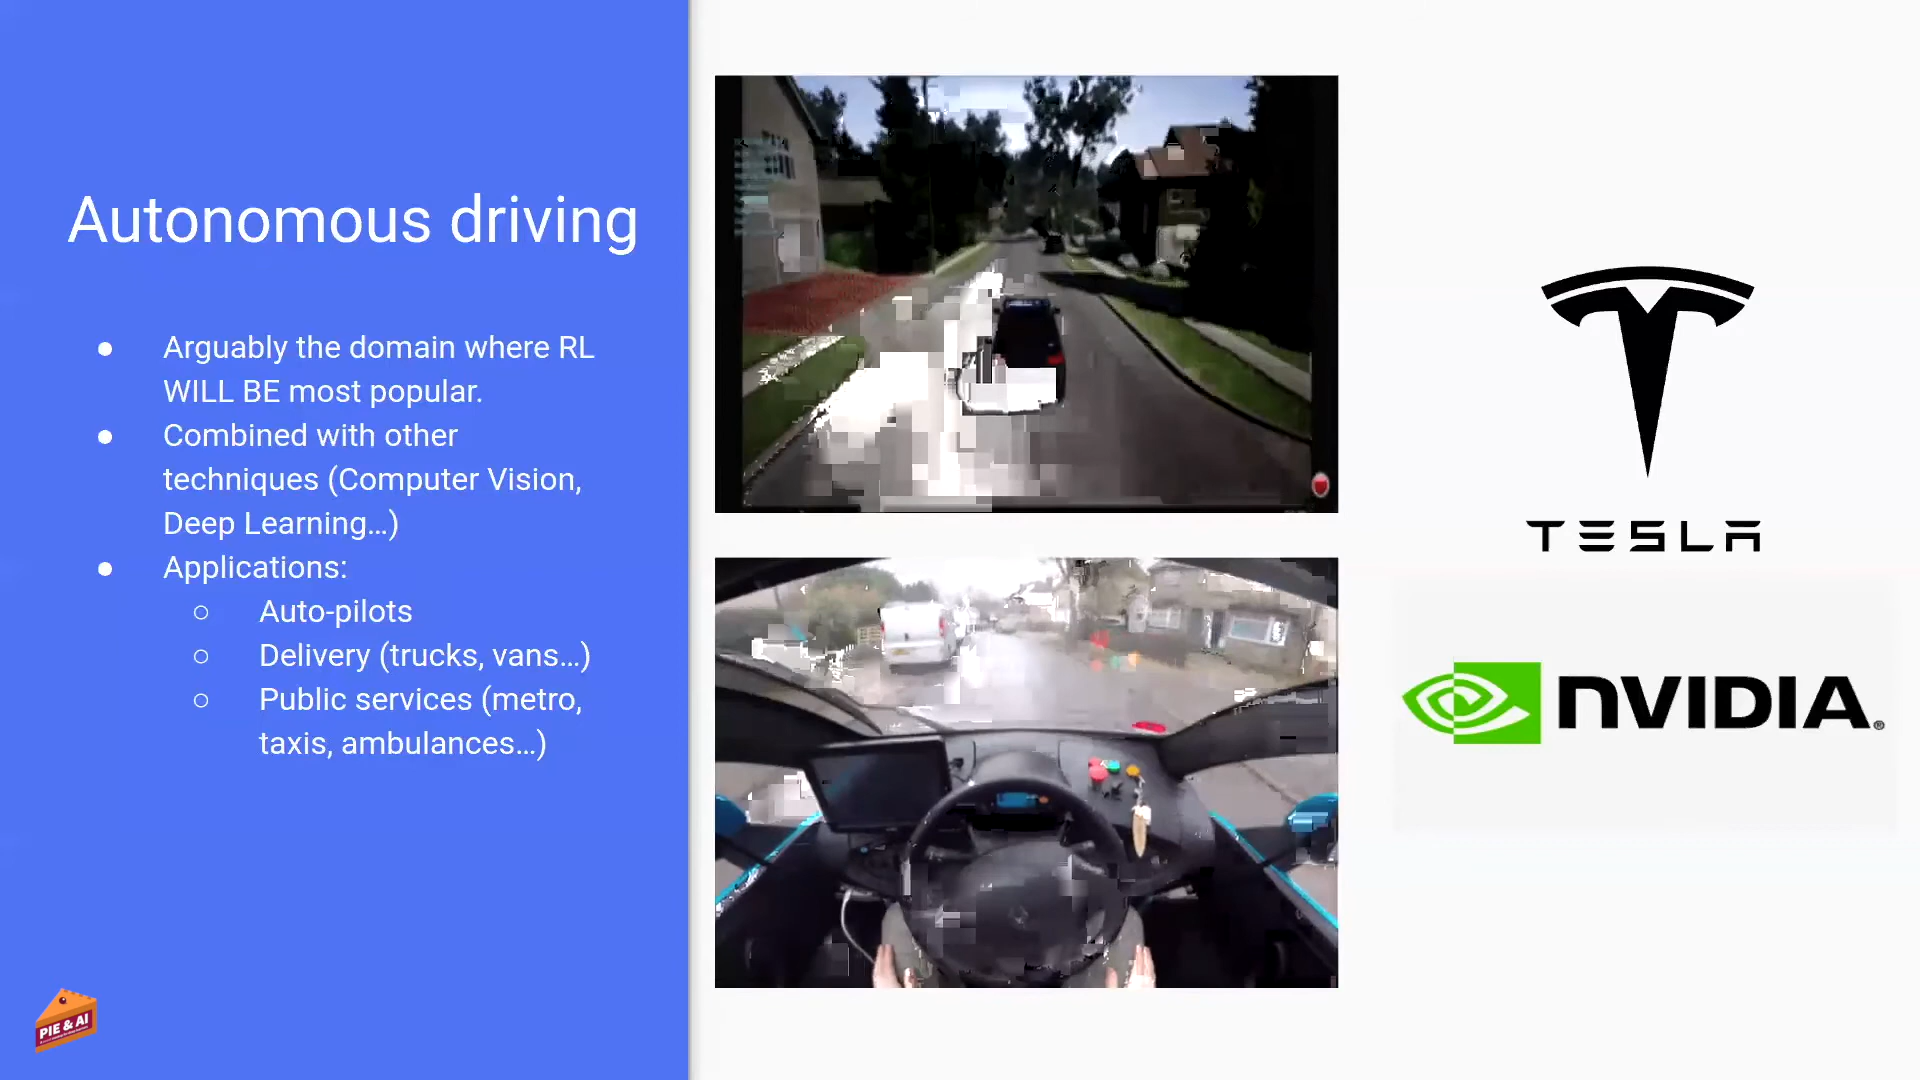 Autonomous driving
● Arguably the domain where RL
WILL BE most popular.
● Combined with other
techniques (Computer Vision,
Deep Learning...)
● Applications:
○ Auto-pilots
○ Delivery (trucks, vans...)
○ Public services (metro,
taxis, ambulances...)
TESLA
NVIDIA®
PIE & AI